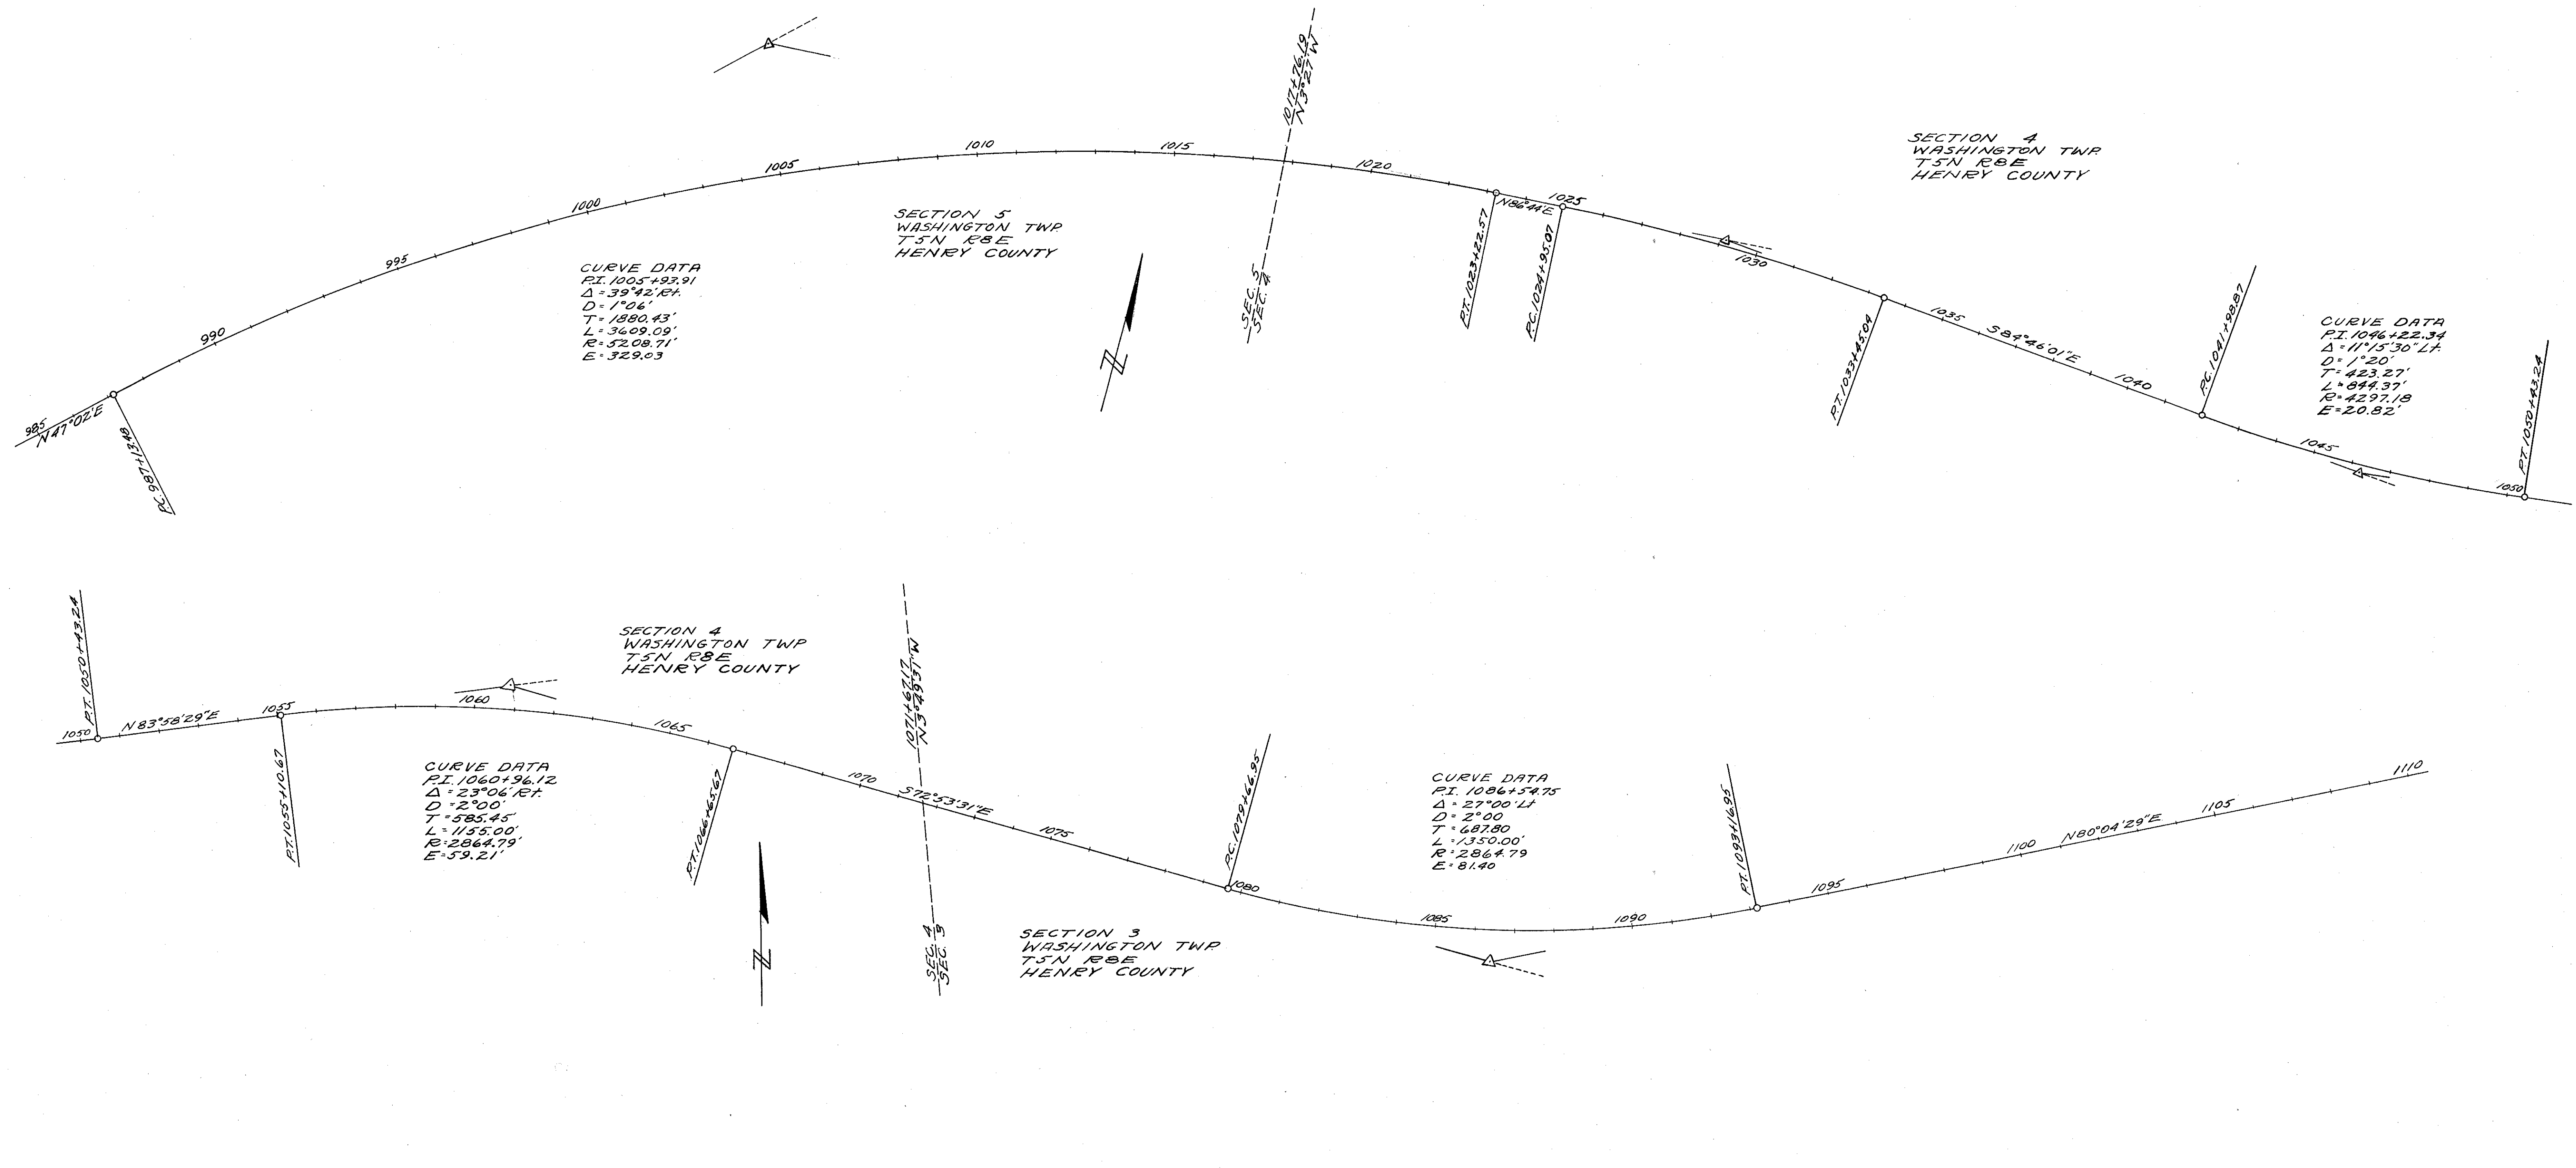 985
N 47°02'E
P.C. 987+13.48
990
995
1000
1005
1010
1015
1020
1025
1030
1035
1040
1045
1050
CURVE DATA
P.I. 1005+93.91
Δ = 39°42' Rt.
D = 1°06'
T = 1880.43'
L = 3609.09'
R = 5208.71'
E = 329.03
SECTION 5
WASHINGTON TWP.
T5N R8E
HENRY COUNTY
N
1017+76.19
N 3°27' W
SEC. 5
SEC. 4
P.T. 1023+22.57
N 86°44' E
P.C. 1024+95.07
SECTION 4
WASHINGTON TWP.
T5N R8E
HENRY COUNTY
P.T. 1033+45.04
S 84°46'01" E
P.C. 1041+98.87
CURVE DATA
P.I. 1046+22.34
Δ = 11°15'30" Lt.
D = 1°20'
T = 423.27'
L = 844.37'
R = 4297.18
E = 20.82'
P.T. 1050+43.24
P.T. 1050+43.24
1050
N 83°58'29" E
1055
1060
1065
1070
1075
1080
1085
1090
1095
1100
1105
1110
P.T. 1055+10.67
CURVE DATA
P.I. 1060+96.12
Δ = 23°06' Rt.
D = 2°00'
T = 585.45'
L = 1155.00'
R = 2864.79'
E = 59.21'
SECTION 4
WASHINGTON TWP.
T5N R8E
HENRY COUNTY
P.T. 1066+65.67
N
1071+67.17
N 3°49'31" W
SEC. 4
SEC. 3
S 72°53'31" E
SECTION 3
WASHINGTON TWP.
T5N R8E
HENRY COUNTY
P.C. 1079+66.95
CURVE DATA
P.I. 1086+54.75
Δ = 27°00' Lt
D = 2°00
T = 687.80
L = 1350.00'
R = 2864.79
E = 81.40
P.T. 1093+16.95
N 80°04'29" E